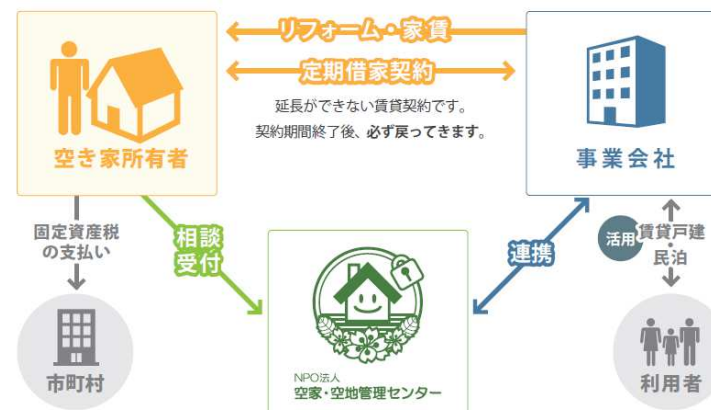 リフォーム・家賃
定期借家契約
延長ができない賃貸契約です。
契約期間終了後、必ず戻ってきます。
空き家所有者
事業会社
固定資産税
の支払い
相談
受付
連携
活用
賃貸戸建
・
民泊
市町村
NPO法人
空家・空地管理センター
利用者